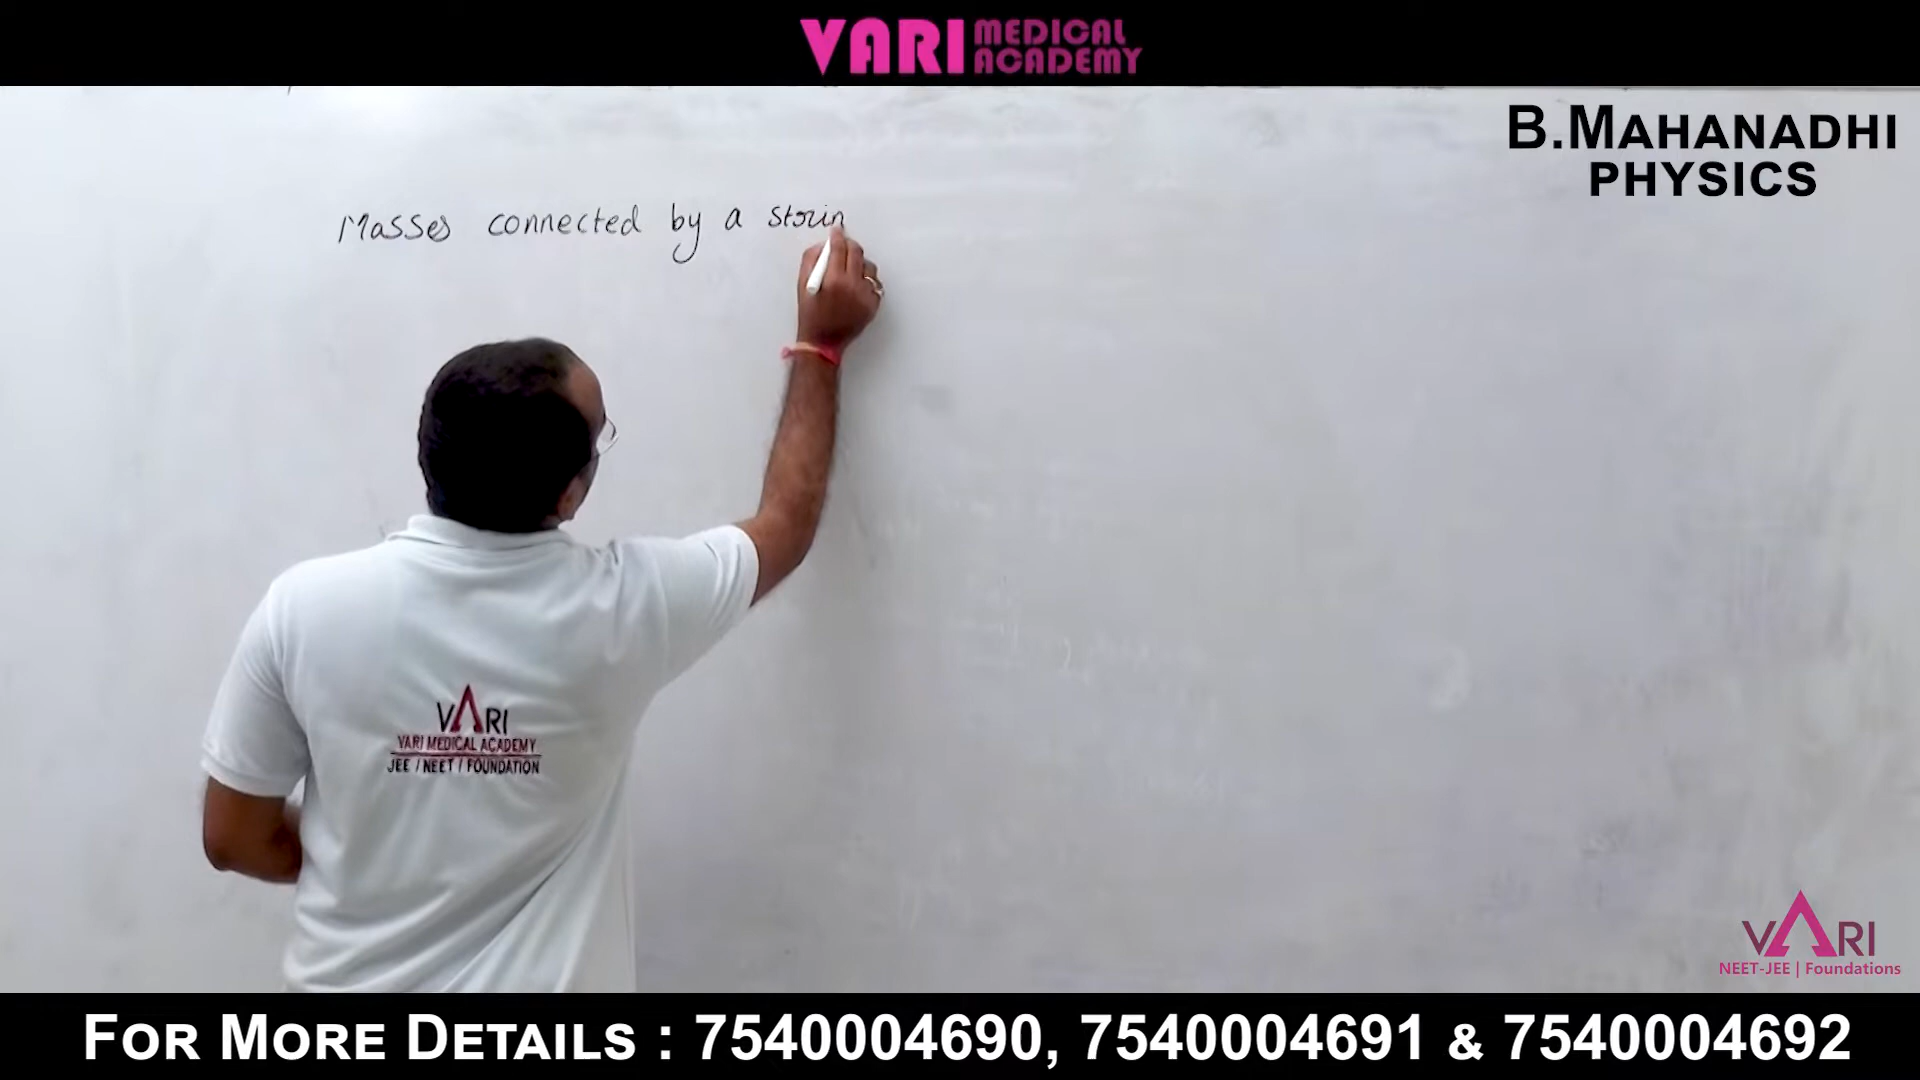 VARI MEDICAL ACADEMY
B.MAHANADHI
PHYSICS
Masses connected by a strin
VARI
VARI MEDICAL ACADEMY
JEE / NEET / FOUNDATION
VARI
NEET-JEE | Foundations
FOR MORE DETAILS : 7540004690, 7540004691 & 7540004692